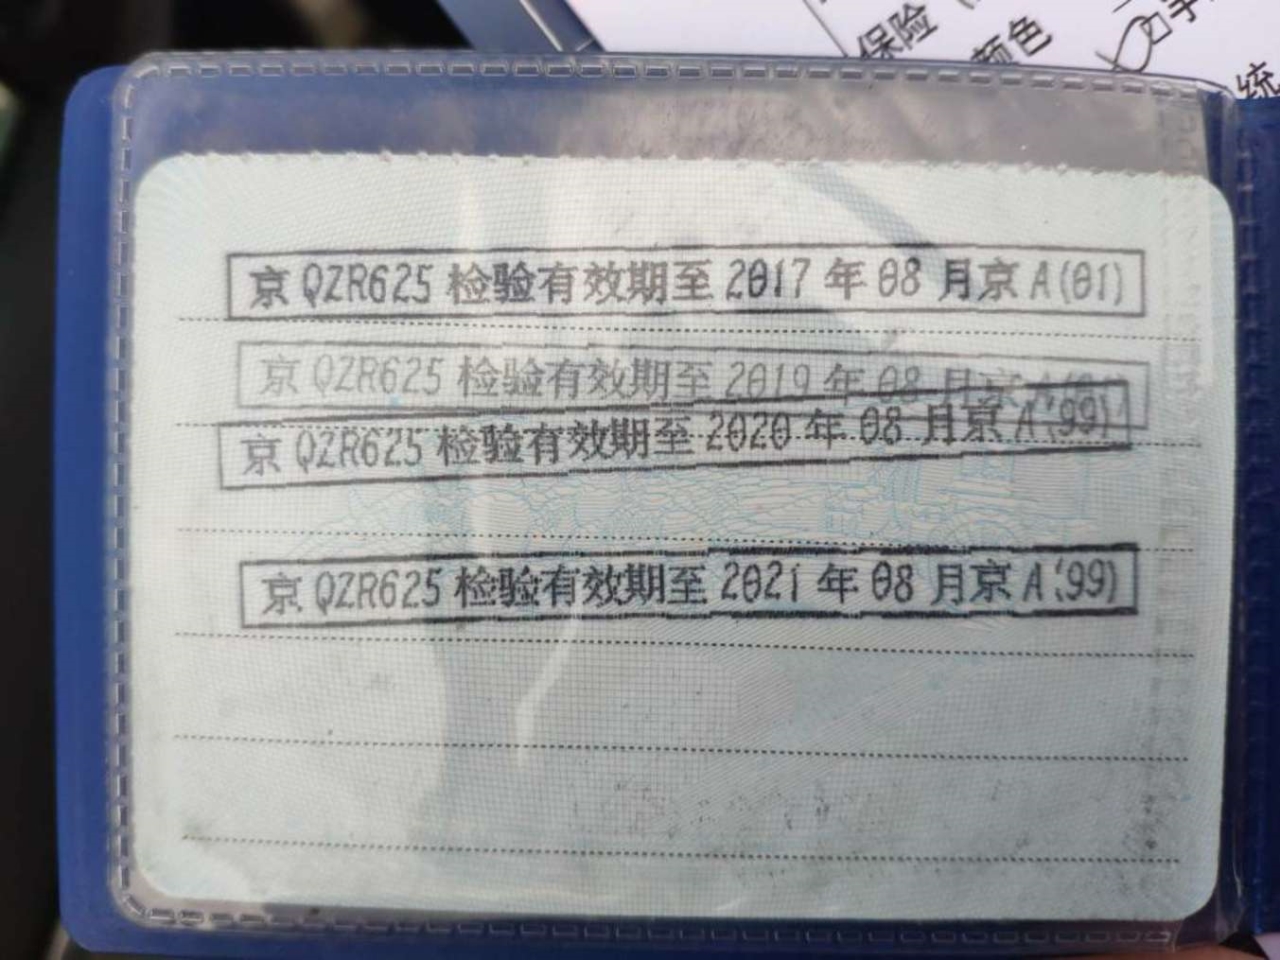 保险
颜色
统
京 QZR625 检验有效期至 2017 年 08 月京 A(01)
京 QZR625 检验有效期至 2019 年 08 月京 A
京 QZR625 检验有效期至 2020 年 08 月京 A(99)
京 QZR625 检验有效期至 2021 年 08 月京 A(99)